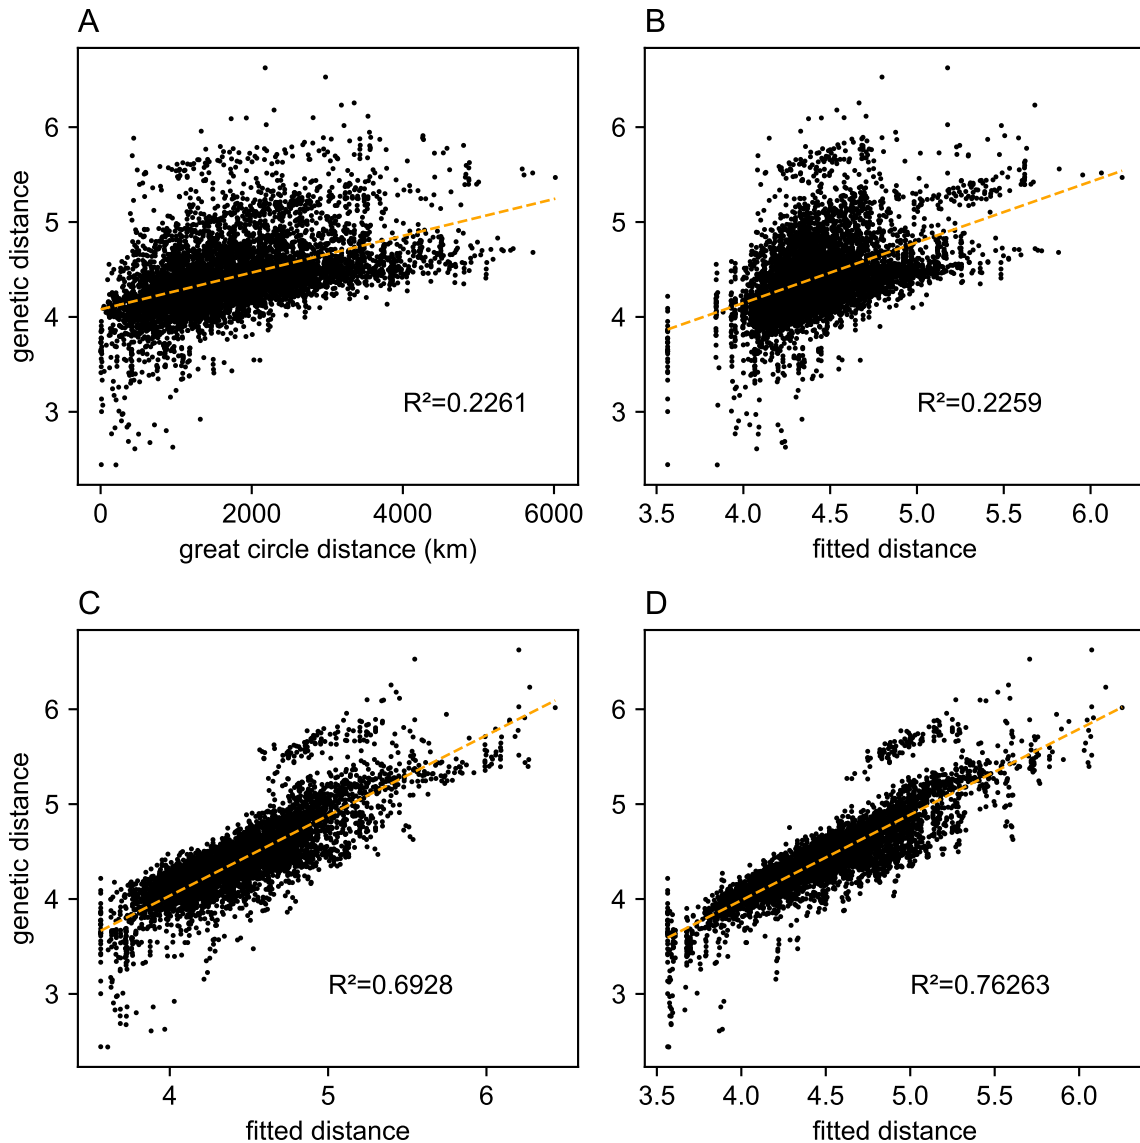 A
genetic distance
6
5
4
3
R²=0.2261
0 2000 4000 6000
great circle distance (km)
B
6
5
4
3
R²=0.2259
3.5 4.0 4.5 5.0 5.5 6.0
fitted distance
C
genetic distance
6
5
4
3
R²=0.6928
4 5 6
fitted distance
D
6
5
4
3
R²=0.76263
3.5 4.0 4.5 5.0 5.5 6.0
fitted distance